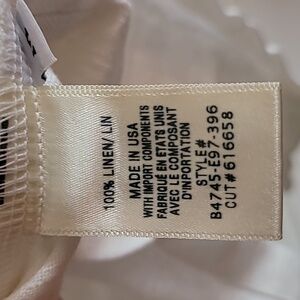 100% LINEN/LIN
MADE IN USA
WITH IMPORT COMPONENTS
FABRIQUÉ EN ETATS UNIS
AVEC LE COMPOSANT
D'IMPORTATION
STYLE#
B4745-E97-396
CUT#616658